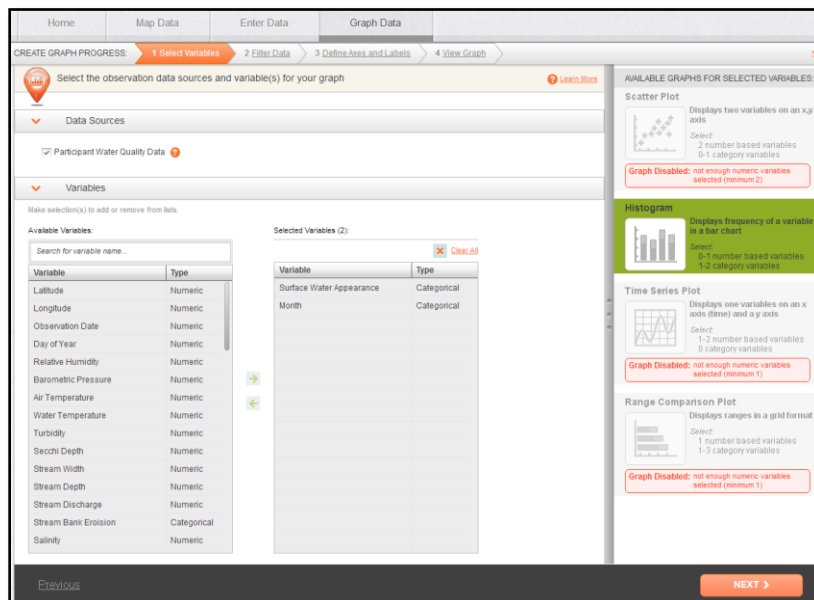 Home Map Data Enter Data Graph Data
CREATE GRAPH PROGRESS: 1 Select Variables 2 Filter Data 3 Define Axes and Labels 4 View Graph
Select the observation data sources and variable(s) for your graph
? Learn More
Data Sources
Participant Water Quality Data ?
Variables
Make selection(s) to add or remove from lists.
Available Variables:
Search for variable name...
Variable Type
Latitude Numeric
Longitude Numeric
Observation Date Numeric
Day of Year Numeric
Relative Humidity Numeric
Barometric Pressure Numeric
Air Temperature Numeric
Water Temperature Numeric
Turbidity Numeric
Secchi Depth Numeric
Stream Width Numeric
Stream Depth Numeric
Stream Discharge Numeric
Stream Bank Eroision Categorical
Salinity Numeric
Selected Variables (2):
Clear All
Variable Type
Surface Water Appearance Categorical
Month Categorical
AVAILABLE GRAPHS FOR SELECTED VARIABLES:
Scatter Plot
Displays two variables on an x,y
axis
Select:
2 number based variables
0-1 category variables
Graph Disabled: not enough numeric variables
selected (minimum 2)
Histogram
Displays frequency of a variable
in a bar chart
Select:
0-1 number based variables
1-2 category variables
Time Series Plot
Displays one variables on an x
axis (time) and a y axis
Select:
1-2 number based variables
0 category variables
Graph Disabled: not enough numeric variables
selected (minimum 1)
Range Comparison Plot
Displays ranges in a grid format
Select:
1 number based variables
1-3 category variables
Graph Disabled: not enough numeric variables
selected (minimum 1)
Previous
NEXT